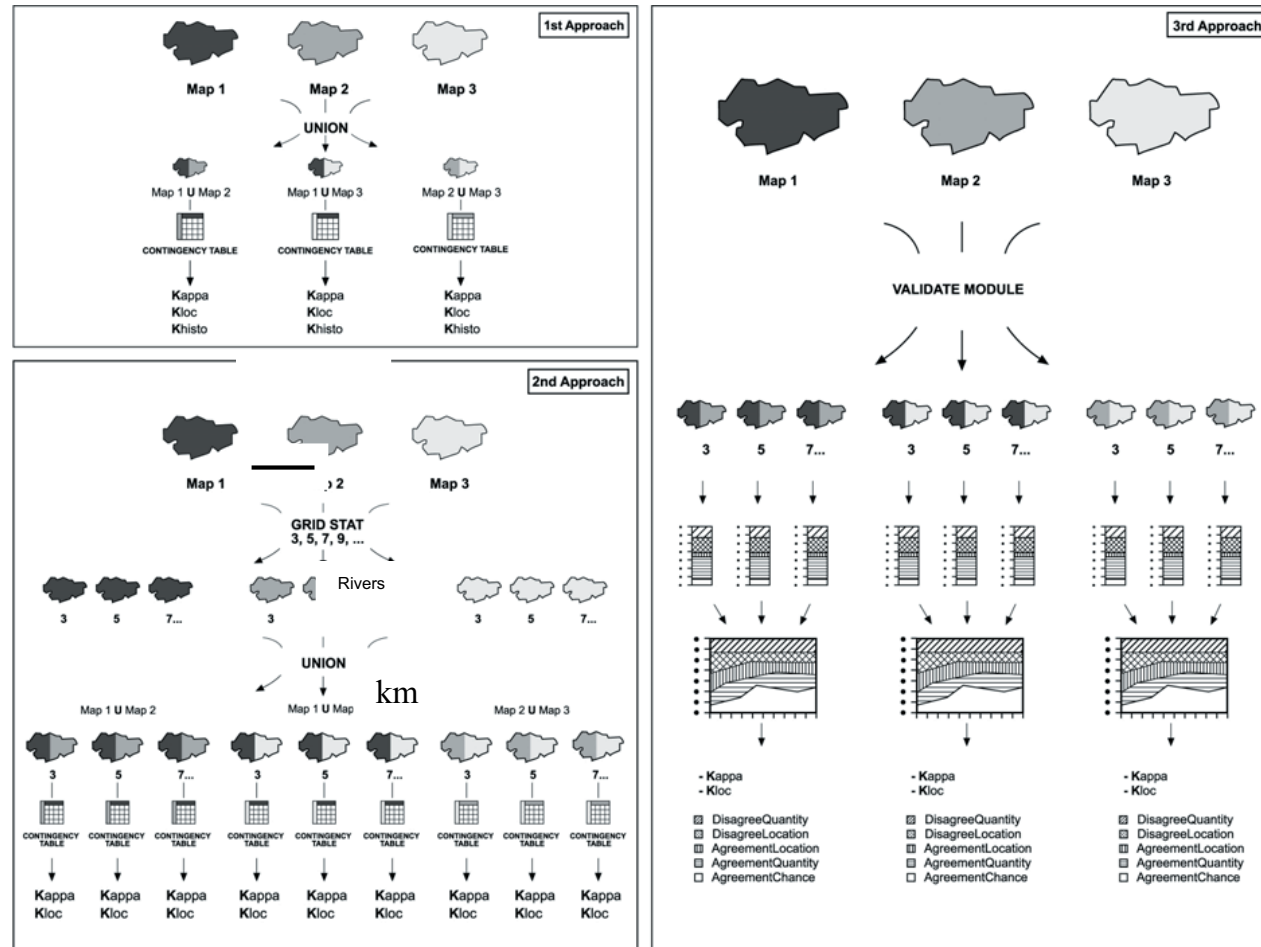 1st Approach
Map 1 Map 2 Map 3
UNION
Map 1 U Map 2 Map 1 U Map 3 Map 2 U Map 3
CONTINGENCY TABLE CONTINGENCY TABLE CONTINGENCY TABLE
Kappa Kappa Kappa
Kloc Kloc Kloc
Khisto Khisto Khisto
2nd Approach
Map 1 2 Map 3
GRID STAT
3, 5, 7, 9, ...
Rivers
3 5 7... 3 3 5 7...
UNION
km
Map 1 U Map 2 Map 1 U Map Map 2 U Map 3
3 5 7... 3 5 7... 3 5 7...
CONTINGENCY CONTINGENCY CONTINGENCY CONTINGENCY CONTINGENCY CONTINGENCY CONTINGENCY CONTINGENCY CONTINGENCY
TABLE TABLE TABLE TABLE TABLE TABLE TABLE TABLE TABLE
Kappa Kappa Kappa Kappa Kappa Kappa Kappa Kappa Kappa
Kloc Kloc Kloc Kloc Kloc Kloc Kloc Kloc Kloc
3rd Approach
Map 1 Map 2 Map 3
VALIDATE MODULE
3 5 7... 3 5 7... 3 5 7...
- Kappa - Kappa - Kappa
- Kloc - Kloc - Kloc
DisagreeQuantity DisagreeQuantity DisagreeQuantity
DisagreeLocation DisagreeLocation DisagreeLocation
AgreementLocation AgreementLocation AgreementLocation
AgreementQuantity AgreementQuantity AgreementQuantity
AgreementChance AgreementChance AgreementChance